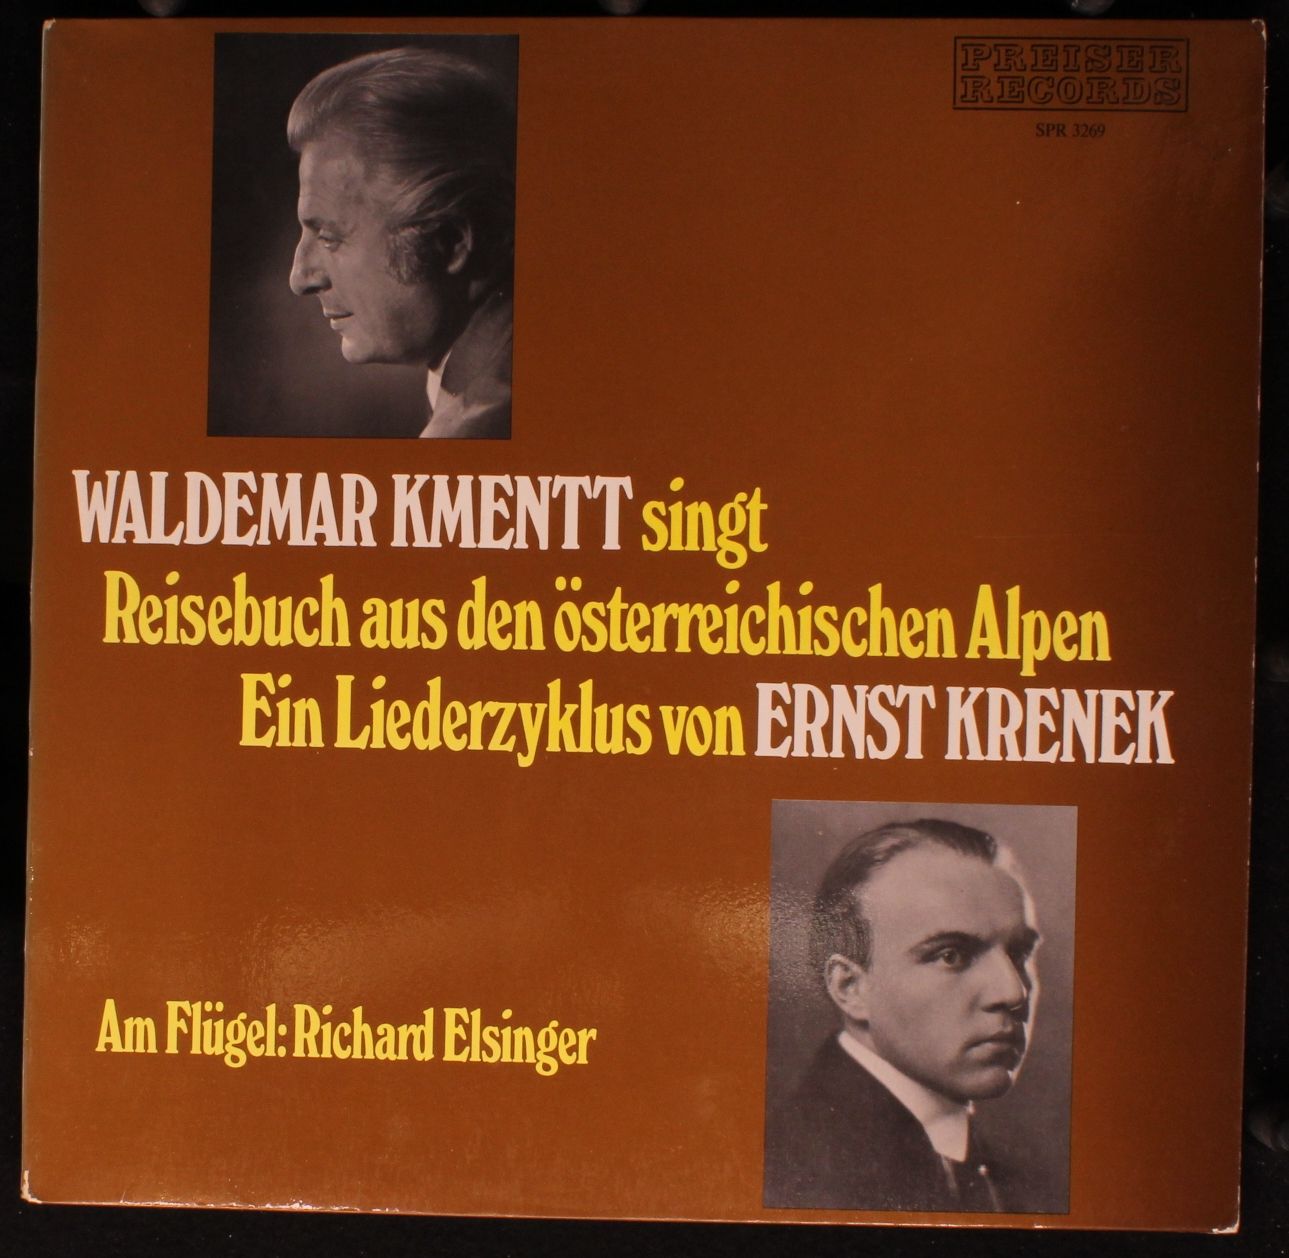 PREISER
RECORDS
SPR 3269
WALDEMAR KMENTT singt
Reisebuch aus den österreichischen Alpen
Ein Liederzyklus von ERNST KRENEK
Am Flügel: Richard Elsinger